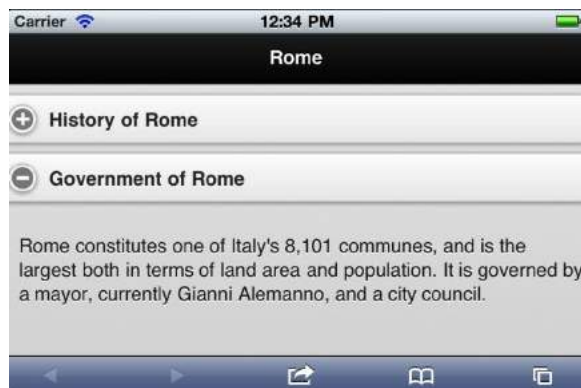 Carrier 12:34 PM
Rome
History of Rome
Government of Rome
Rome constitutes one of Italy's 8,101 communes, and is the
largest both in terms of land area and population. It is governed by
a mayor, currently Gianni Alemanno, and a city council.